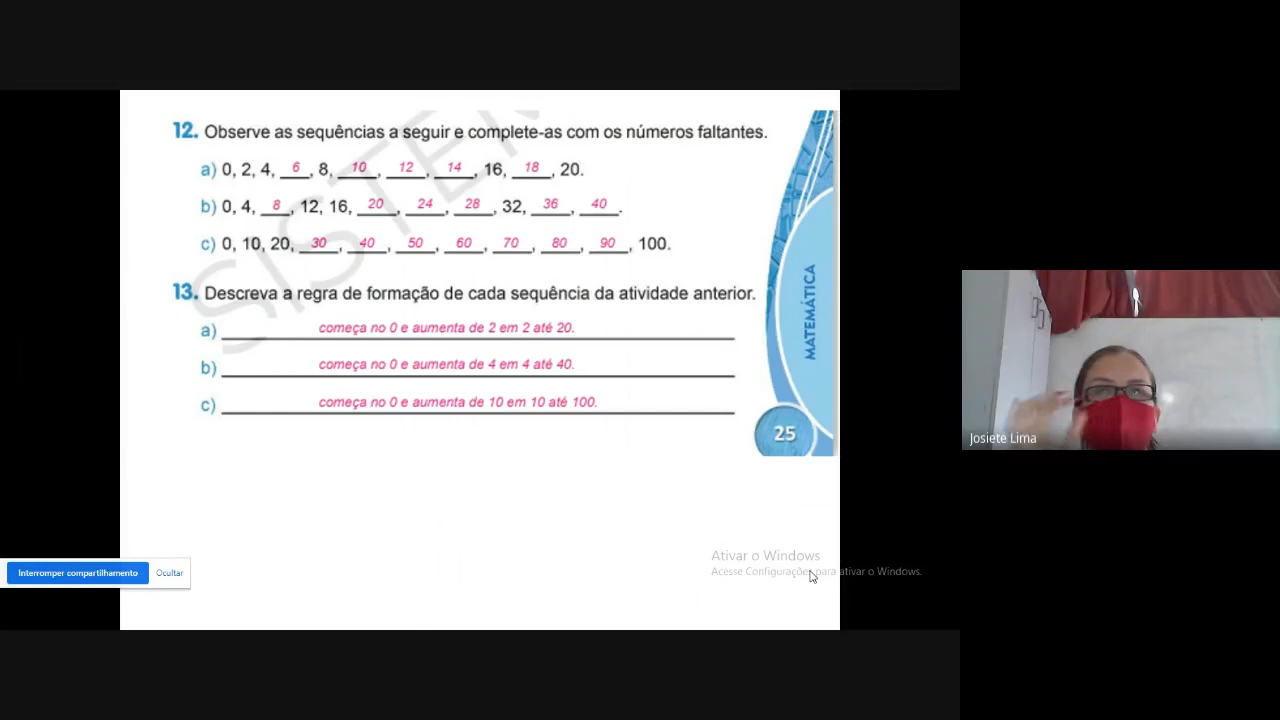 12. Observe as sequências a seguir e complete-as com os números faltantes.
a) 0, 2, 4, 6, 8, 10, 12, 14, 16, 18, 20.
b) 0, 4, 8, 12, 16, 20, 24, 28, 32, 36, 40.
c) 0, 10, 20, 30, 40, 50, 60, 70, 80, 90, 100.
13. Descreva a regra de formação de cada sequência da atividade anterior.
a) começa no 0 e aumenta de 2 em 2 até 20.
b) começa no 0 e aumenta de 4 em 4 até 40.
c) começa no 0 e aumenta de 10 em 10 até 100.
SISTEM
MATEMÁTICA
25
Josiete Lima
Ativar o Windows
Acesse Configurações para ativar o Windows.
Interromper compartilhamento Ocultar